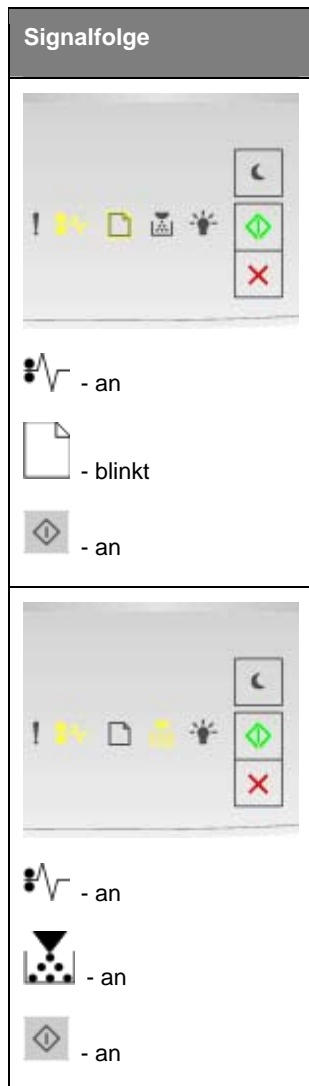 Signalfolge
- an
- blinkt
- an
- an
- an
- an